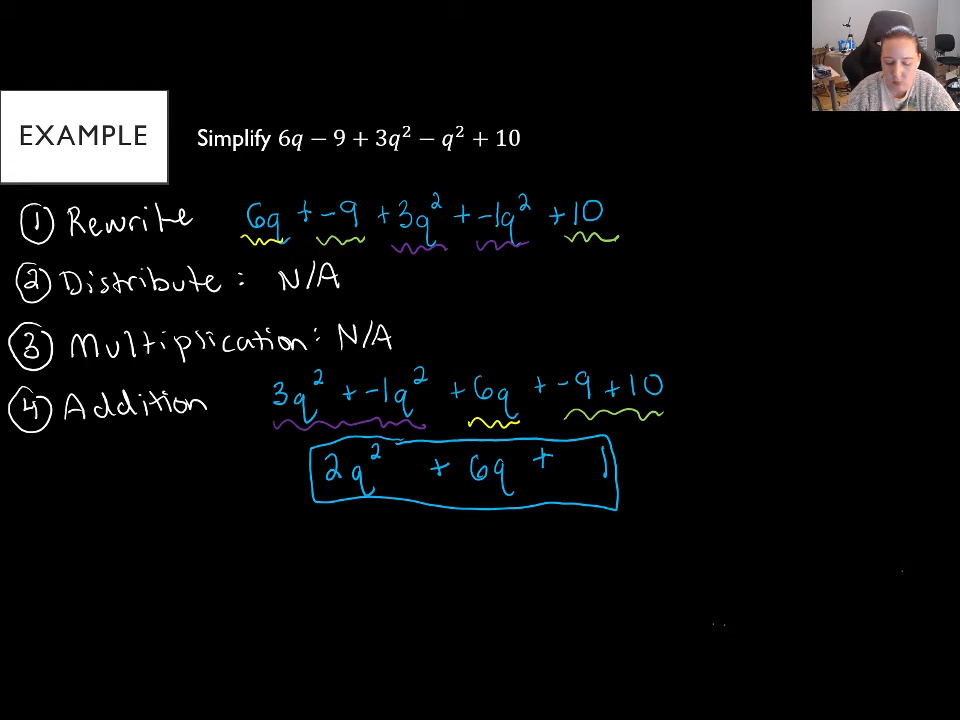 EXAMPLE
Simplify 6q − 9 + 3q² − q² + 10
① Rewrite 6q + -9 + 3q² + -1q² + 10
② Distribute : N/A
③ Multiplication: N/A
④ Addition 3q² + -1q² + 6q + -9 + 10
2q² + 6q + 1